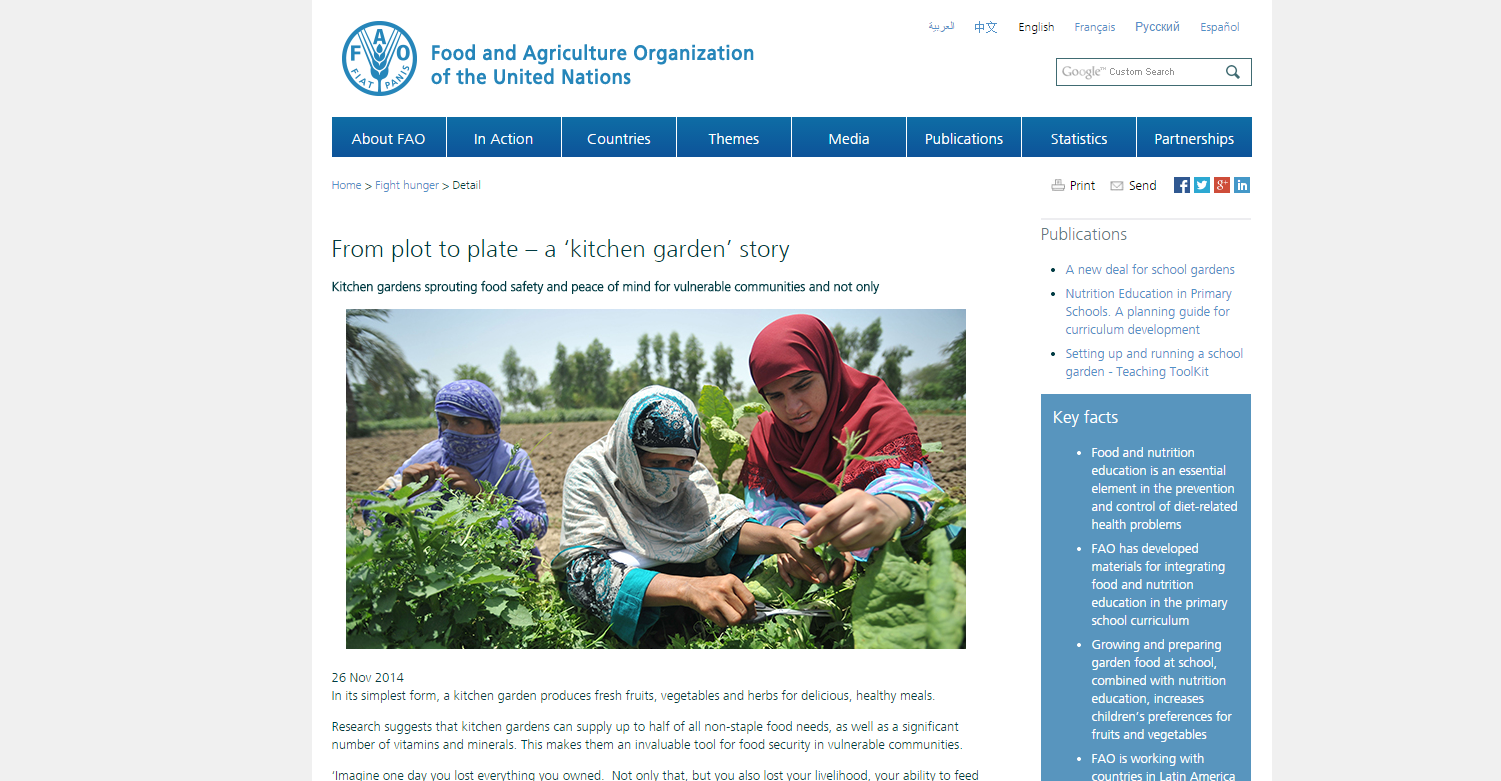 العربية 中文 English Français Русский Español
FAO
FIAT PANIS
Food and Agriculture Organization
of the United Nations
Google™ Custom Search
About FAO In Action Countries Themes Media Publications Statistics Partnerships
Home > Fight hunger > Detail
Print Send
From plot to plate – a ‘kitchen garden’ story
Kitchen gardens sprouting food safety and peace of mind for vulnerable communities and not only
26 Nov 2014
In its simplest form, a kitchen garden produces fresh fruits, vegetables and herbs for delicious, healthy meals.
Research suggests that kitchen gardens can supply up to half of all non-staple food needs, as well as a significant
number of vitamins and minerals. This makes them an invaluable tool for food security in vulnerable communities.
‘Imagine one day you lost everything you owned.  Not only that, but you also lost your livelihood, your ability to feed
Publications
A new deal for school gardens
Nutrition Education in Primary
Schools. A planning guide for
curriculum development
Setting up and running a school
garden - Teaching ToolKit
Key facts
Food and nutrition
education is an essential
element in the prevention
and control of diet-related
health problems
FAO has developed
materials for integrating
food and nutrition
education in the primary
school curriculum
Growing and preparing
garden food at school,
combined with nutrition
education, increases
children’s preferences for
fruits and vegetables
FAO is working with
countries in Latin America